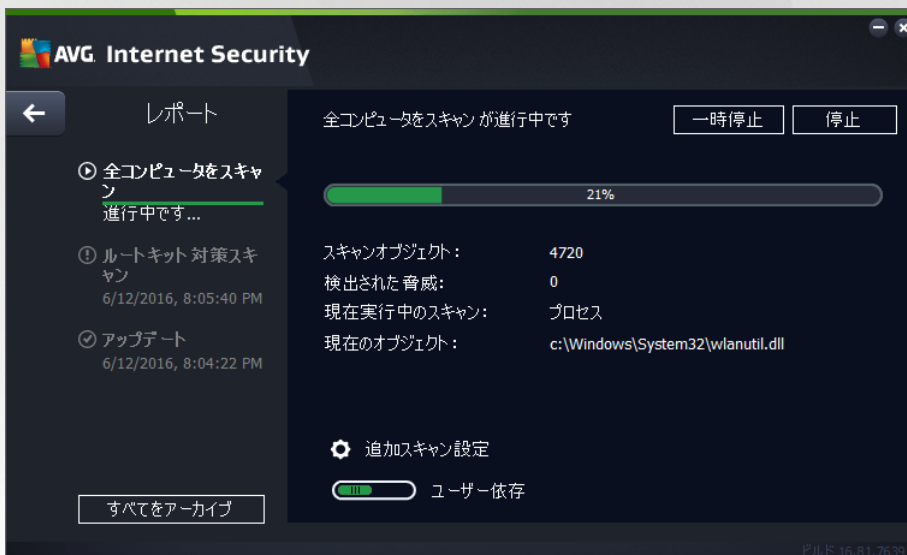 AVG. Internet Security
レポート
全コンピュータをスキャ
ン
進行中です...
ルートキット対策スキ
ャン
6/12/2016, 8:05:40 PM
アップデート
6/12/2016, 8:04:22 PM
すべてをアーカイブ
全コンピュータをスキャン が進行中です
一時停止
停止
21%
スキャンオブジェクト: 4720
検出された脅威: 0
現在実行中のスキャン: プロセス
現在のオブジェクト: c:\Windows\System32\wlanutil.dll
追加スキャン設定
ユーザー依存
ビルド 16.81.7639